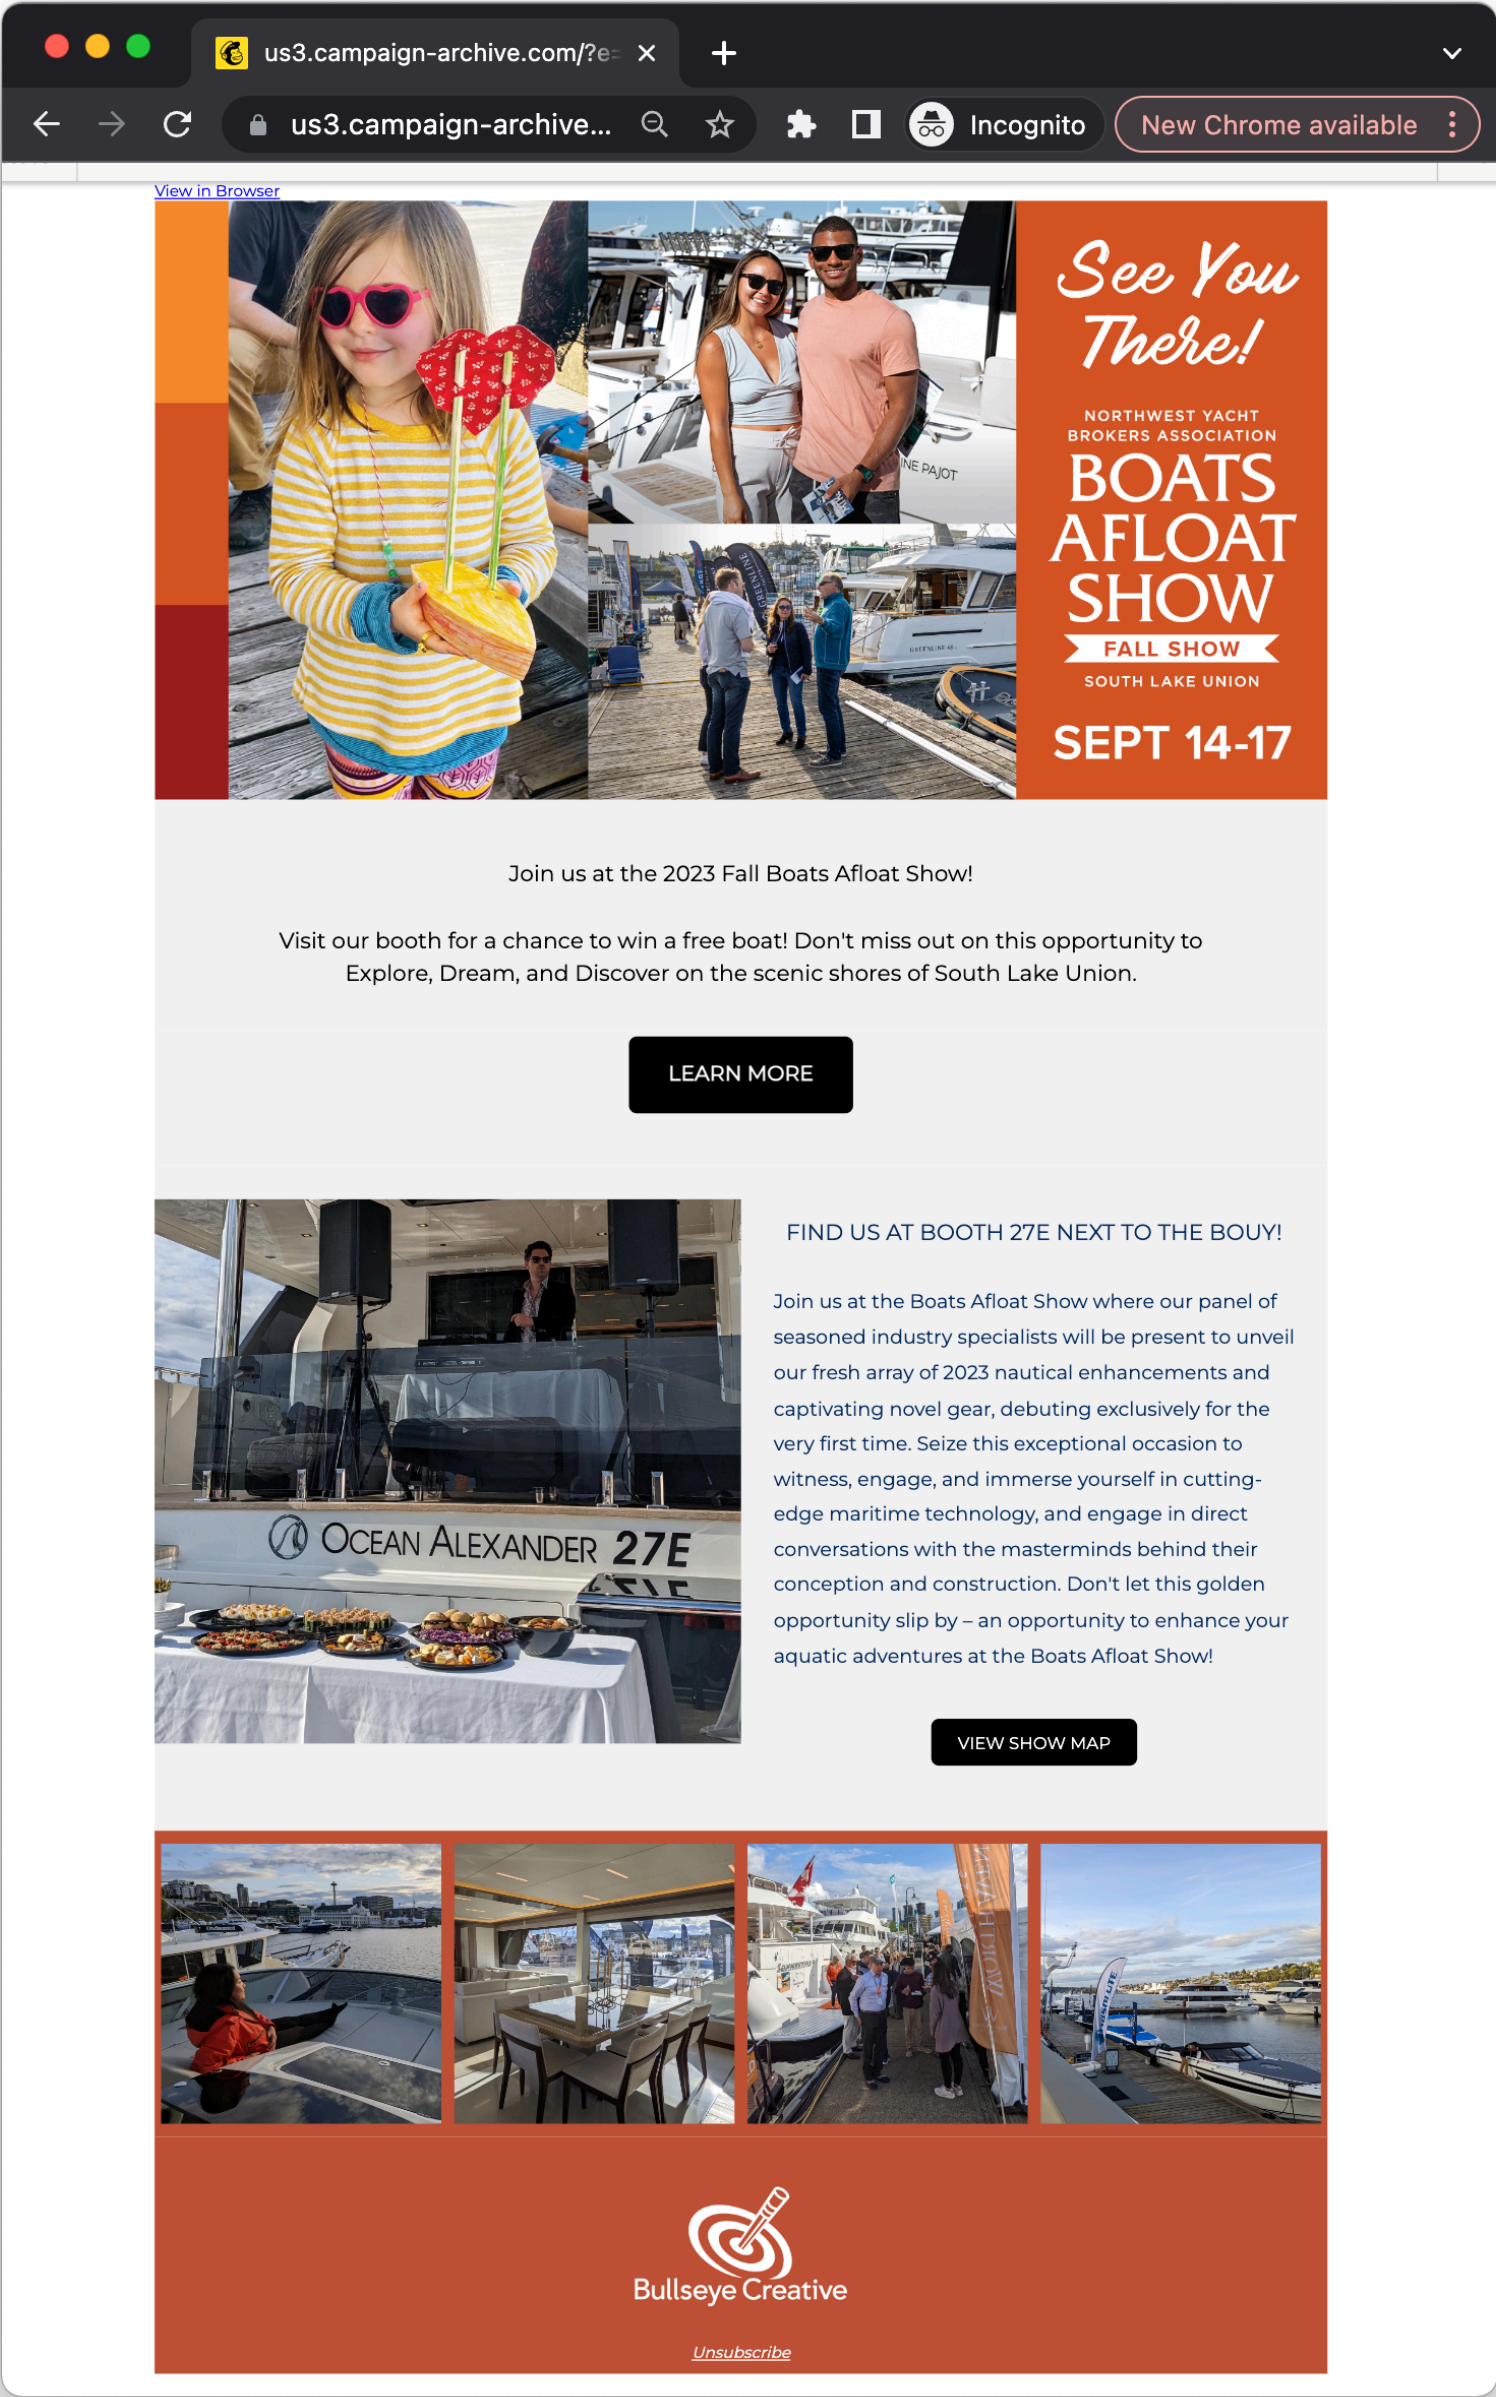 us3.campaign-archive.com/?e=
us3.campaign-archive...
Incognito
New Chrome available
View in Browser
See You
There!
NORTHWEST YACHT
BROKERS ASSOCIATION
BOATS
AFLOAT
SHOW
FALL SHOW
SOUTH LAKE UNION
SEPT 14-17
INE PAJOT
GREENLINE
GREENLINE
Join us at the 2023 Fall Boats Afloat Show!
Visit our booth for a chance to win a free boat! Don't miss out on this opportunity to
Explore, Dream, and Discover on the scenic shores of South Lake Union.
LEARN MORE
OCEAN ALEXANDER 27E
FIND US AT BOOTH 27E NEXT TO THE BOUY!
Join us at the Boats Afloat Show where our panel of
seasoned industry specialists will be present to unveil
our fresh array of 2023 nautical enhancements and
captivating novel gear, debuting exclusively for the
very first time. Seize this exceptional occasion to
witness, engage, and immerse yourself in cutting-
edge maritime technology, and engage in direct
conversations with the masterminds behind their
conception and construction. Don't let this golden
opportunity slip by – an opportunity to enhance your
aquatic adventures at the Boats Afloat Show!
VIEW SHOW MAP
Bullseye Creative
Unsubscribe